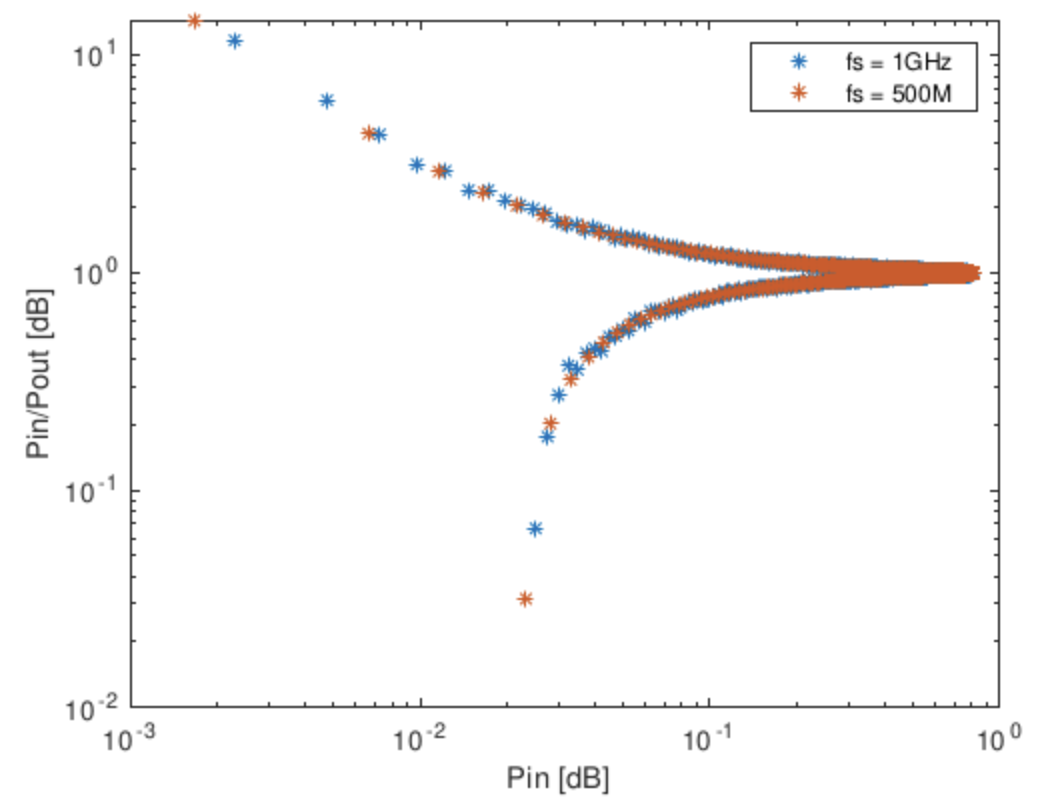 fs = 1GHz
fs = 500M
10^1
10^0
10^-1
10^-2
Pin/Pout [dB]
10^-3
10^-2
10^-1
10^0
Pin [dB]